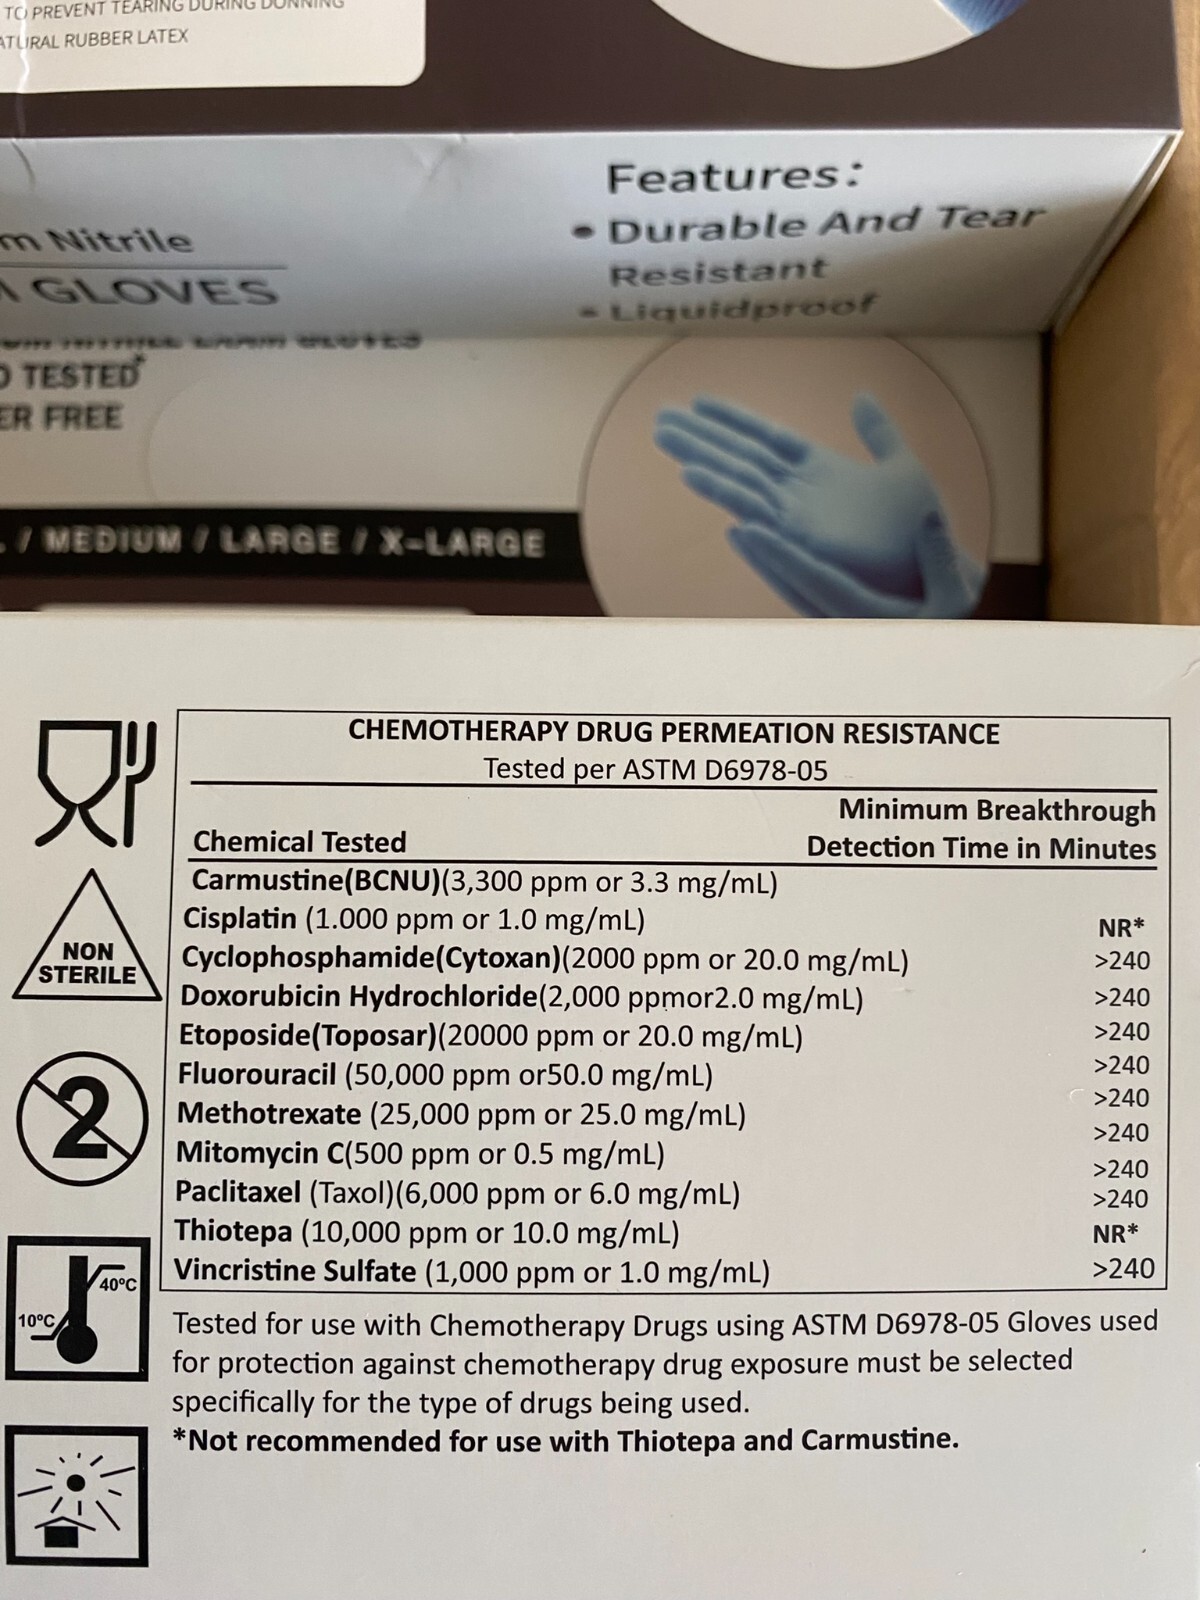 TO PREVENT TEARING DURING DONNING
NATURAL RUBBER LATEX
Features:
• Durable And Tear
Resistant
• Liquidproof
m Nitrile
GLOVES
NITRILE EXAM GLOVES
TESTED*
ER FREE
/ MEDIUM / LARGE / X-LARGE
CHEMOTHERAPY DRUG PERMEATION RESISTANCE
Tested per ASTM D6978-05
Minimum Breakthrough
Chemical Tested Detection Time in Minutes
Carmustine(BCNU)(3,300 ppm or 3.3 mg/mL) NR*
Cisplatin (1.000 ppm or 1.0 mg/mL) >240
Cyclophosphamide(Cytoxan)(2000 ppm or 20.0 mg/mL) >240
Doxorubicin Hydrochloride(2,000 ppmor2.0 mg/mL) >240
Etoposide(Toposar)(20000 ppm or 20.0 mg/mL) >240
Fluorouracil (50,000 ppm or50.0 mg/mL) >240
Methotrexate (25,000 ppm or 25.0 mg/mL) >240
Mitomycin C(500 ppm or 0.5 mg/mL) >240
Paclitaxel (Taxol)(6,000 ppm or 6.0 mg/mL) >240
Thiotepa (10,000 ppm or 10.0 mg/mL) NR*
Vincristine Sulfate (1,000 ppm or 1.0 mg/mL) >240
Tested for use with Chemotherapy Drugs using ASTM D6978-05 Gloves used
for protection against chemotherapy drug exposure must be selected
specifically for the type of drugs being used.
*Not recommended for use with Thiotepa and Carmustine.
NON
STERILE
2
40ºC
10ºC